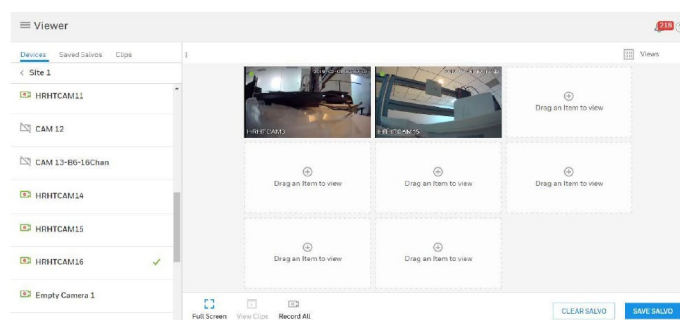 Viewer
218
Devices Saved Salvos Clips
Views
< Site 1
HRHTCAM11
CAM 12
CAM 13-B6-16Chan
HRHTCAM14
HRHTCAM15
HRHTCAM16
Empty Camera 1
HRHTCAM3
Drag an Item to view
Drag an Item to view
Drag an Item to view
Drag an Item to view
Drag an Item to view
Drag an Item to view
Full Screen View Clips Record All
CLEAR SALVO SAVE SALVO